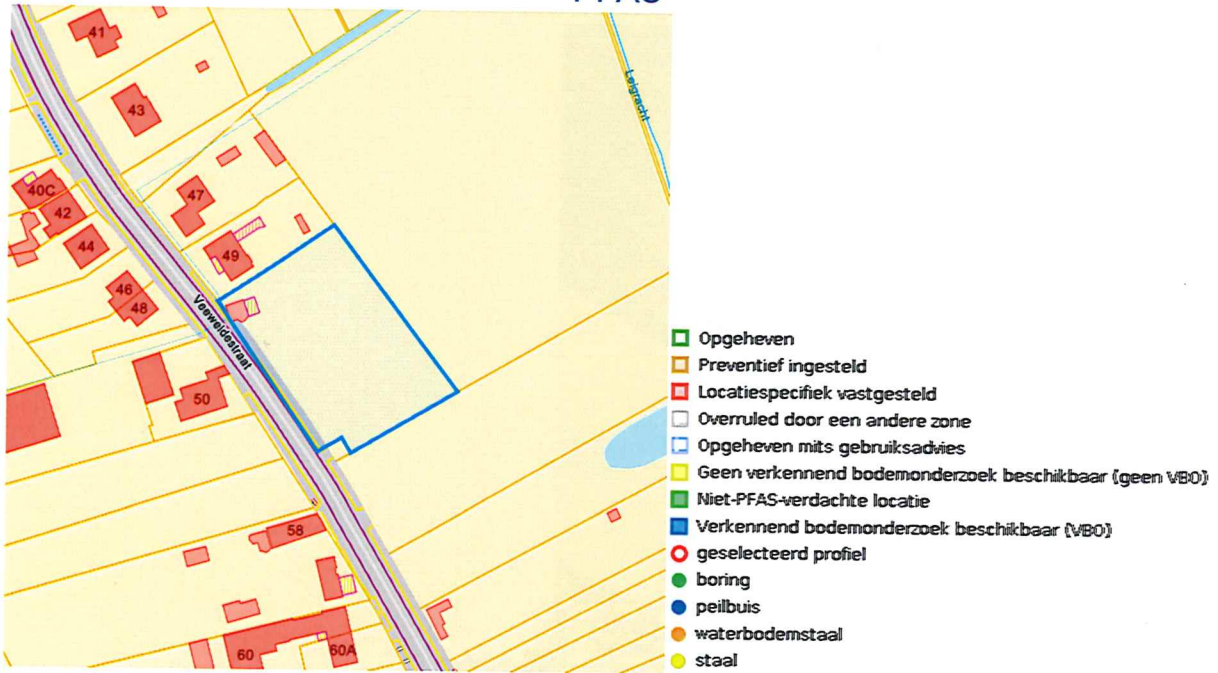 PFAS
41
43
Leigracht
47
40C
42
44
49
46
48
Veeweidestraat
50
58
60
60A
Opgeheven
Preventief ingesteld
Locatiespecifiek vastgesteld
Overruled door een andere zone
Opgeheven mits gebruiksadvies
Geen verkennend bodemonderzoek beschikbaar (geen VBO)
Niet-PFAS-verdachte locatie
Verkennend bodemonderzoek beschikbaar (VBO)
geselecteerd profiel
boring
peilbuis
waterbodemstaal
staal